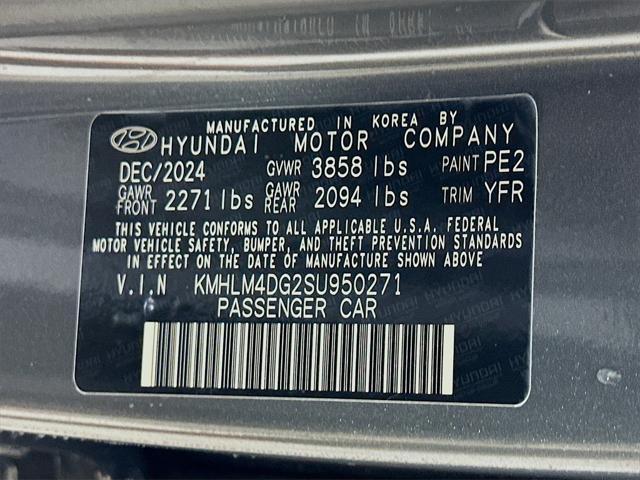 MANUFACTURED IN KOREA BY
HYUNDAI MOTOR COMPANY
DEC/2024 GVWR 3858 lbs PAINT PE2
GAWR FRONT 2271 lbs GAWR REAR 2094 lbs TRIM YFR
THIS VEHICLE CONFORMS TO ALL APPLICABLE U.S.A. FEDERAL
MOTOR VEHICLE SAFETY, BUMPER, AND THEFT PREVENTION STANDARDS
IN EFFECT ON THE DATE OF MANUFACTURE SHOWN ABOVE.
V.I.N KMHLM4DG2SU950271
PASSENGER CAR